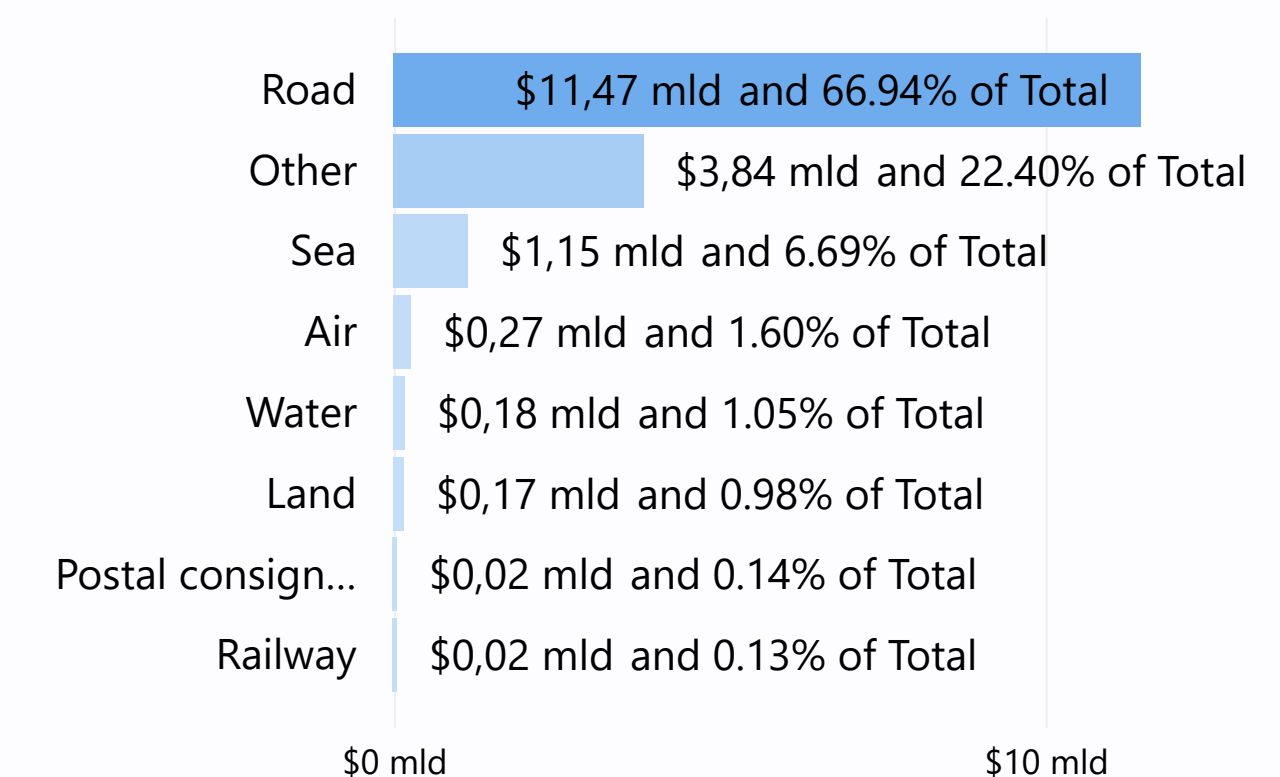 Road $11,47 mld and 66.94% of Total
Other $3,84 mld and 22.40% of Total
Sea $1,15 mld and 6.69% of Total
Air $0,27 mld and 1.60% of Total
Water $0,18 mld and 1.05% of Total
Land $0,17 mld and 0.98% of Total
Postal consign... $0,02 mld and 0.14% of Total
Railway $0,02 mld and 0.13% of Total
$0 mld $10 mld